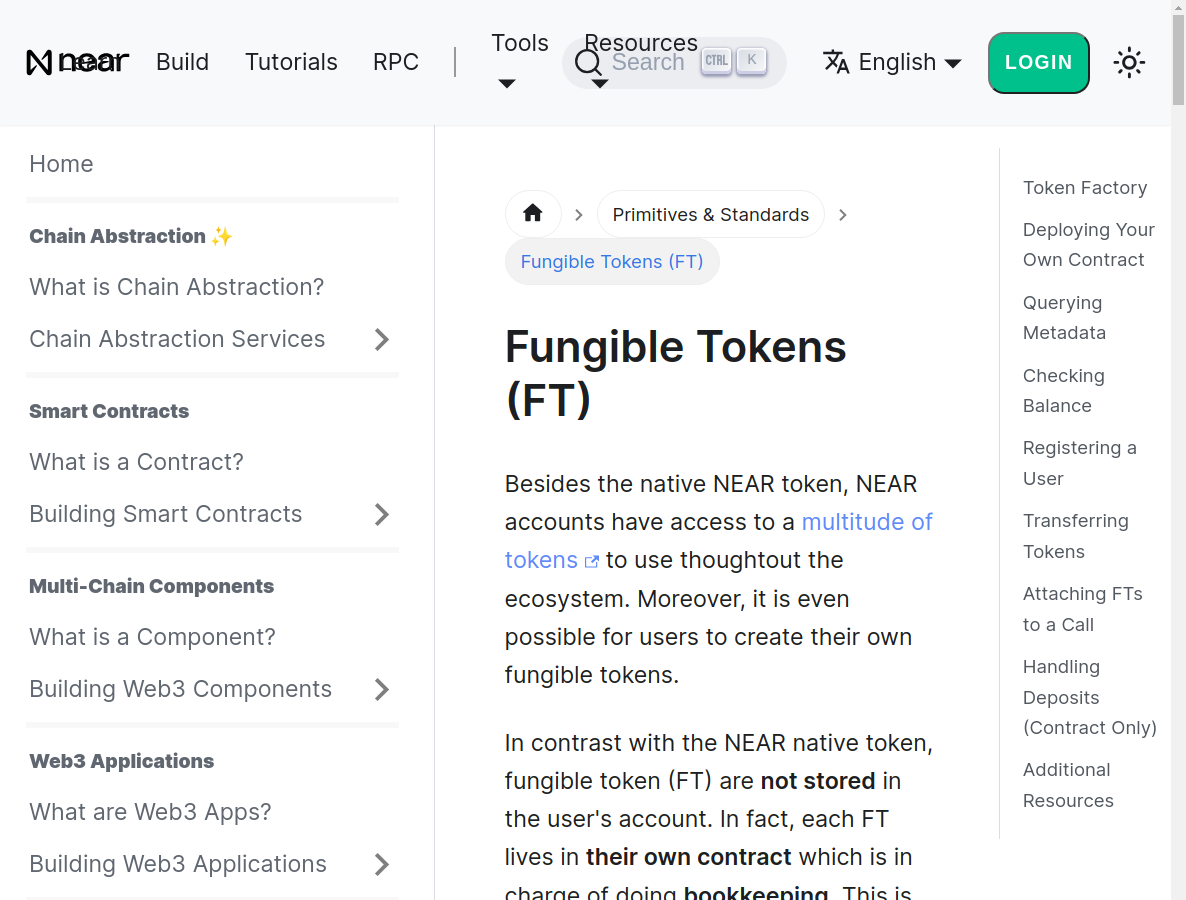 near
Learn
Build
Tutorials
RPC
Tools
Resources
Search
CTRL
K
English
LOGIN
Home
Chain Abstraction ✨
What is Chain Abstraction?
Chain Abstraction Services
Smart Contracts
What is a Contract?
Building Smart Contracts
Multi-Chain Components
What is a Component?
Building Web3 Components
Web3 Applications
What are Web3 Apps?
Building Web3 Applications
Primitives & Standards
Fungible Tokens (FT)
Fungible Tokens
(FT)
Besides the native NEAR token, NEAR
accounts have access to a multitude of
tokens to use thoughtout the
ecosystem. Moreover, it is even
possible for users to create their own
fungible tokens.
In contrast with the NEAR native token,
fungible token (FT) are not stored in
the user's account. In fact, each FT
lives in their own contract which is in
charge of doing bookkeeping. This is
Token Factory
Deploying Your
Own Contract
Querying
Metadata
Checking
Balance
Registering a
User
Transferring
Tokens
Attaching FTs
to a Call
Handling
Deposits
(Contract Only)
Additional
Resources